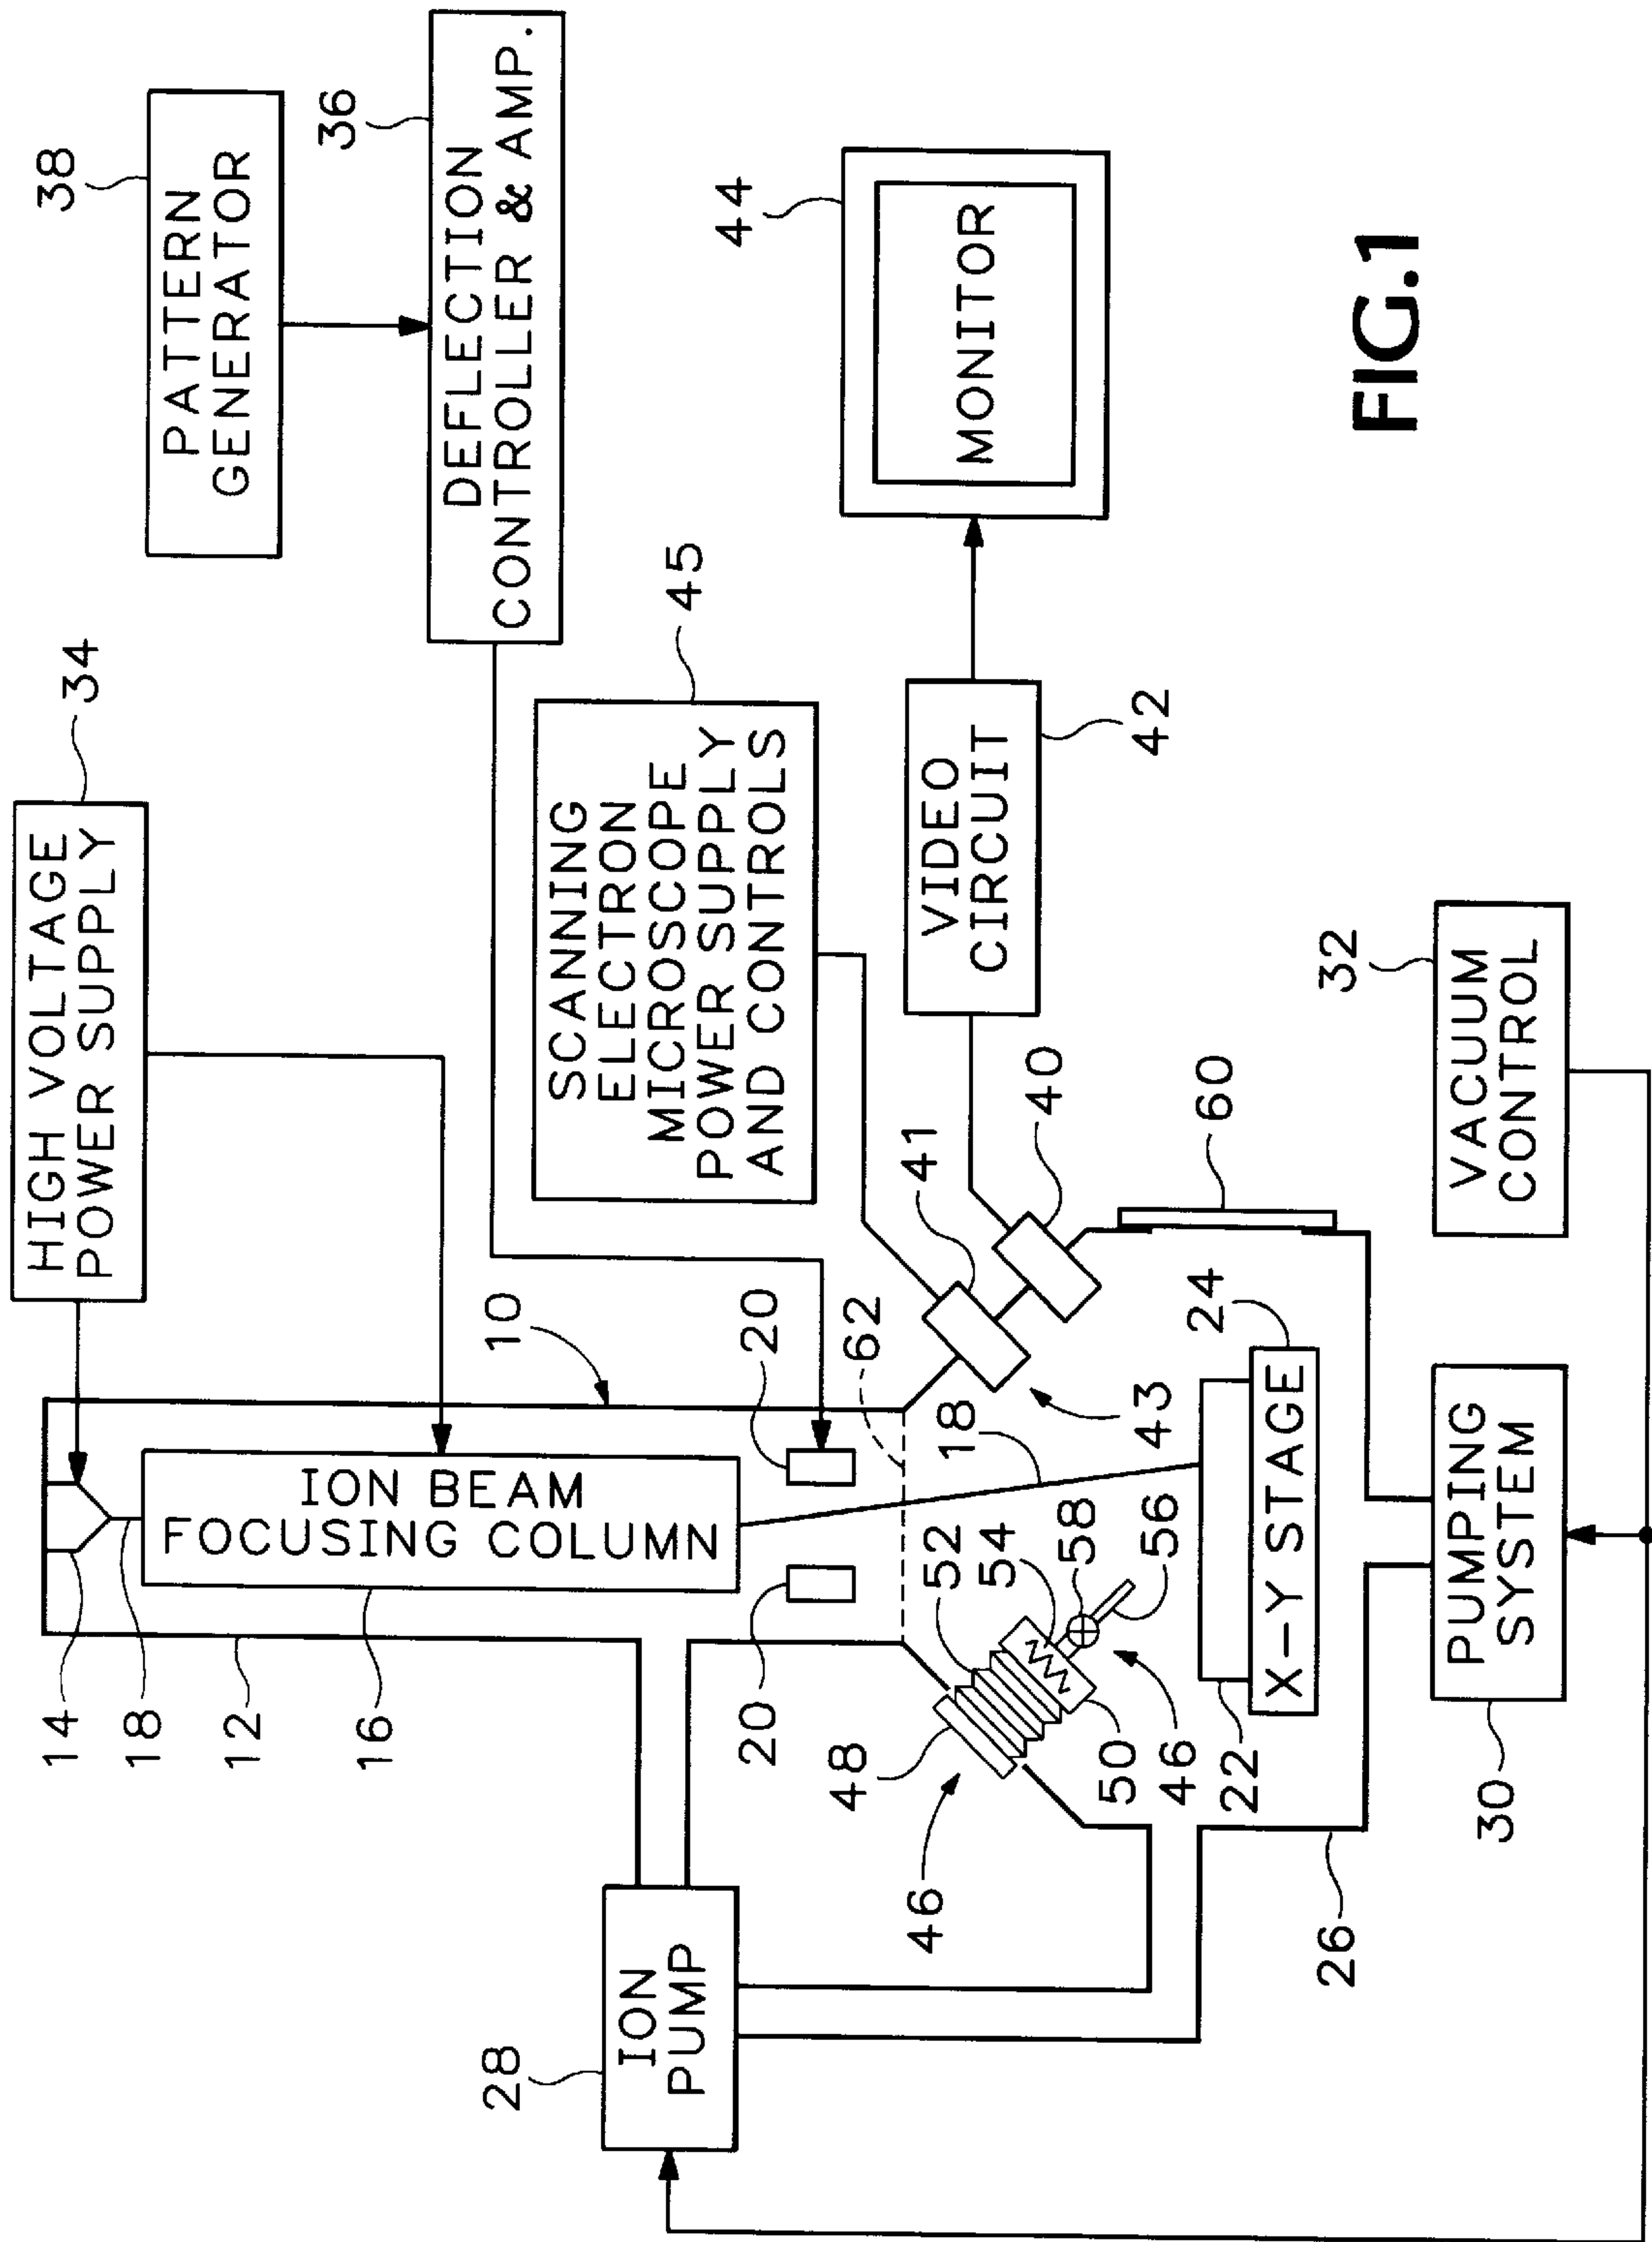 38
PATTERN
GENERATOR
36
DEFLECTION
CONTROLLER & AMP.
34
HIGH VOLTAGE
POWER SUPPLY
45
SCANNING
ELECTRON
MICROSCOPE
POWER SUPPLY
AND CONTROLS
44
MONITOR
VIDEO
CIRCUIT
42
14
18
12
16
ION BEAM
FOCUSING COLUMN
10
20
20
62
41
40
43
60
18
28
ION
PUMP
46
48
52
54
58
56
50
46
22
24
X-Y STAGE
26
30
PUMPING
SYSTEM
32
VACUUM
CONTROL
FIG.1